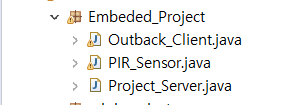 Embeded_Project
Outback_Client.java
PIR_Sensor.java
Project_Server.java